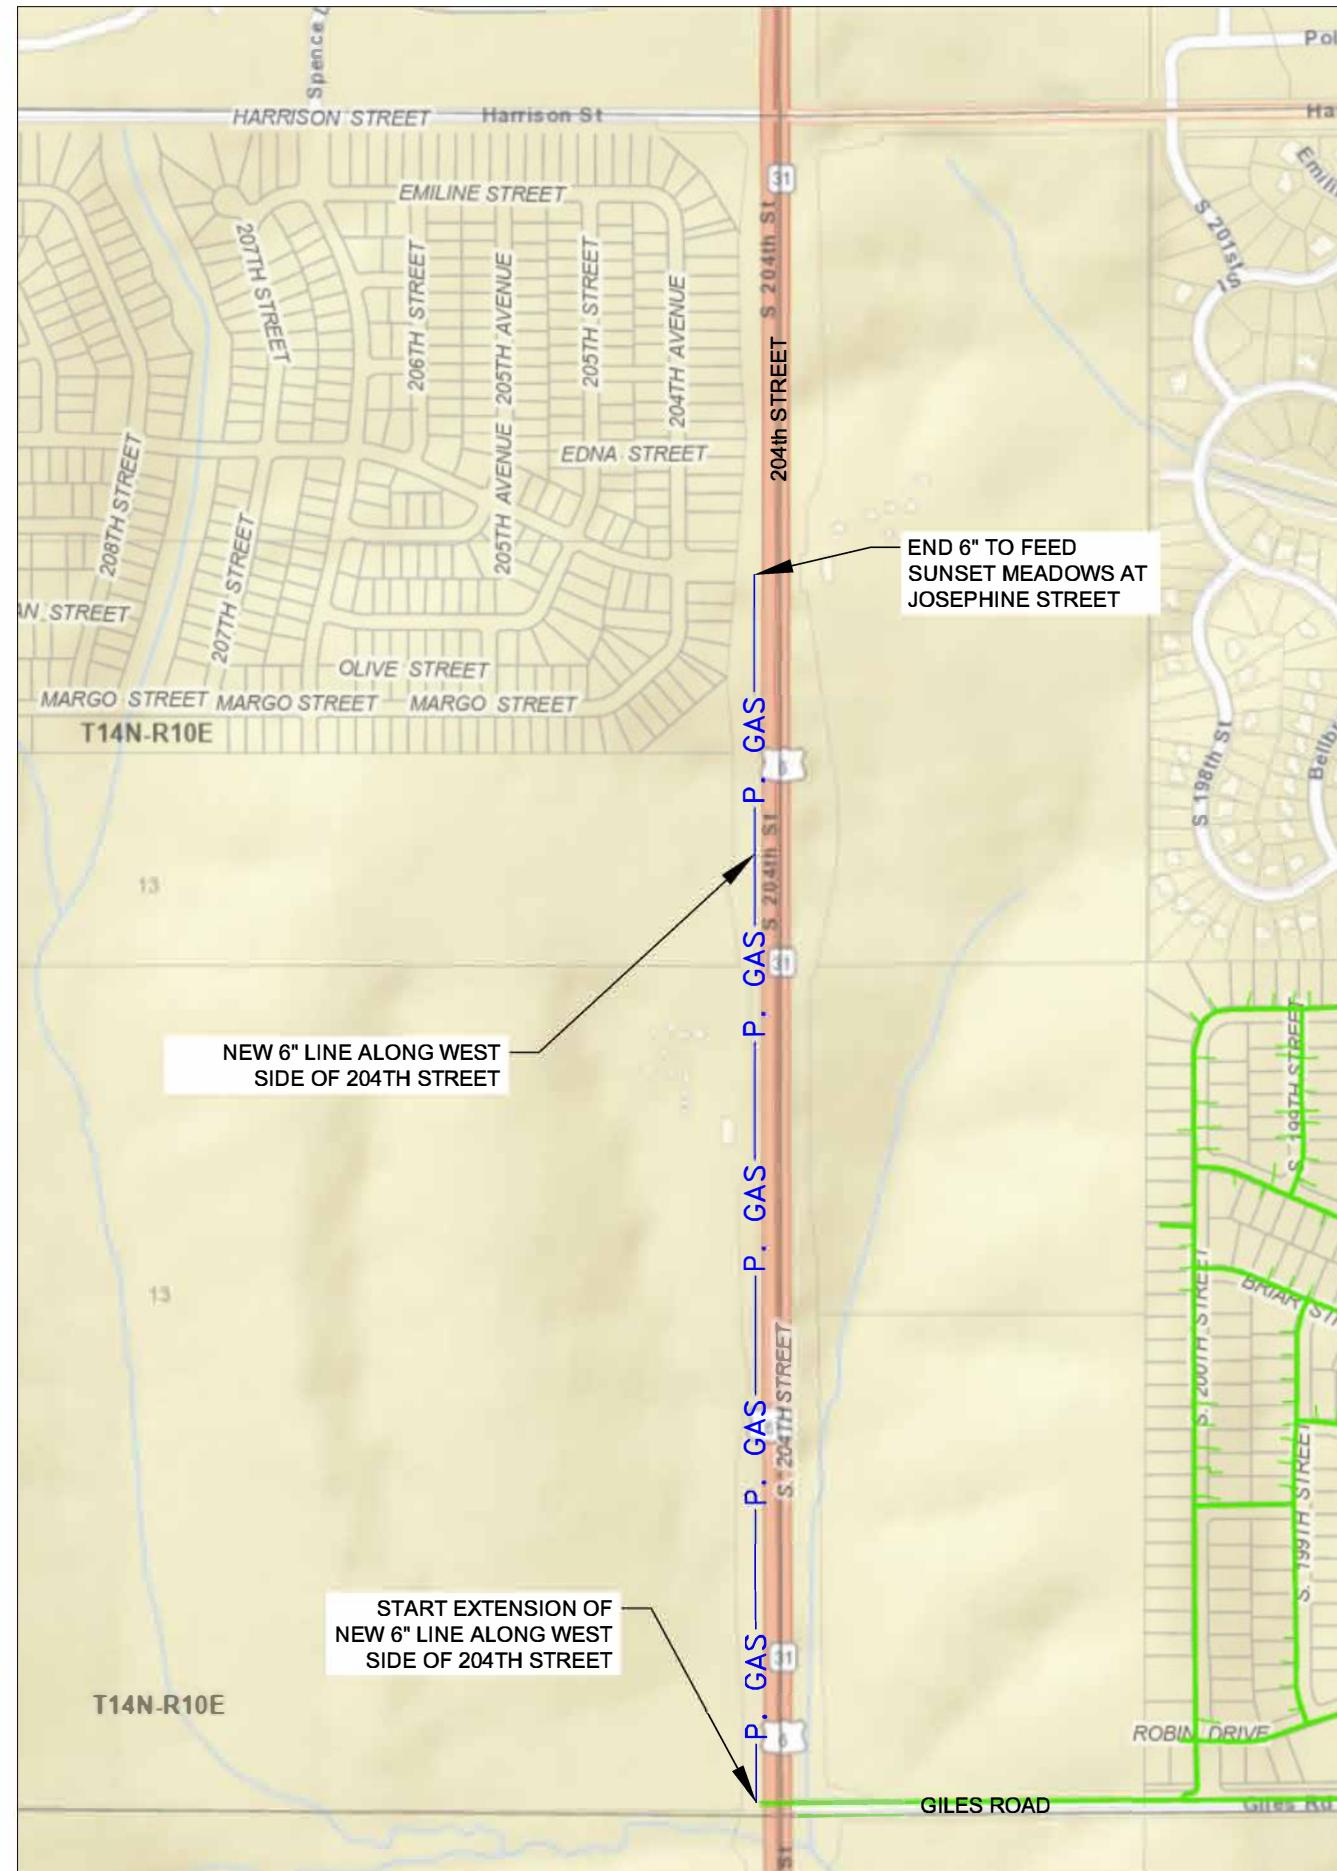 Spence
HARRISON STREET
Harrison St
EMILINE STREET
31
S 204th St
S 201st St
207TH STREET
206TH STREET
205TH AVENUE
205TH AVENUE
205TH STREET
204TH AVENUE
204th STREET
EDNA STREET
208TH STREET
207TH STREET
END 6" TO FEED
SUNSET MEADOWS AT
JOSEPHINE STREET
OLIVE STREET
MARGO STREET
MARGO STREET
MARGO STREET
T14N-R10E
P. GAS
6
S 198th St
S 204th St
13
P. GAS
31
NEW 6" LINE ALONG WEST
SIDE OF 204TH STREET
S. 199TH STREET
P. GAS
13
S. 200TH STREET
BRIAR
S. 204TH STREET
P. GAS
S. 199TH STREET
START EXTENSION OF
NEW 6" LINE ALONG WEST
SIDE OF 204TH STREET
P. GAS
31
T14N-R10E
6
ROBIN DRIVE
GILES ROAD
Giles Rd
St